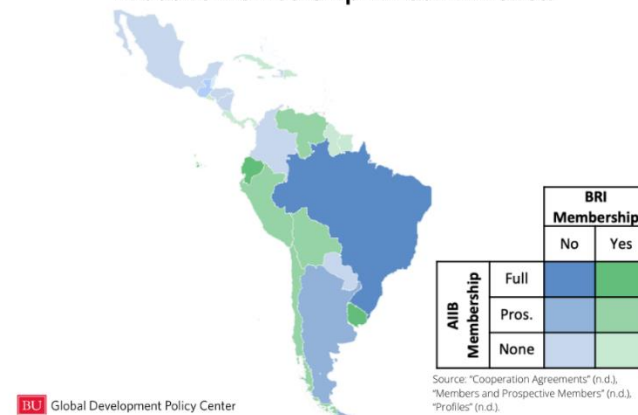 BRI
Membership
No Yes
AIIB
Membership
Full
Pros.
None
Source: "Cooperation Agreements" (n.d.),
"Members and Prospective Members" (n.d.),
"Profiles" (n.d.).
BU Global Development Policy Center